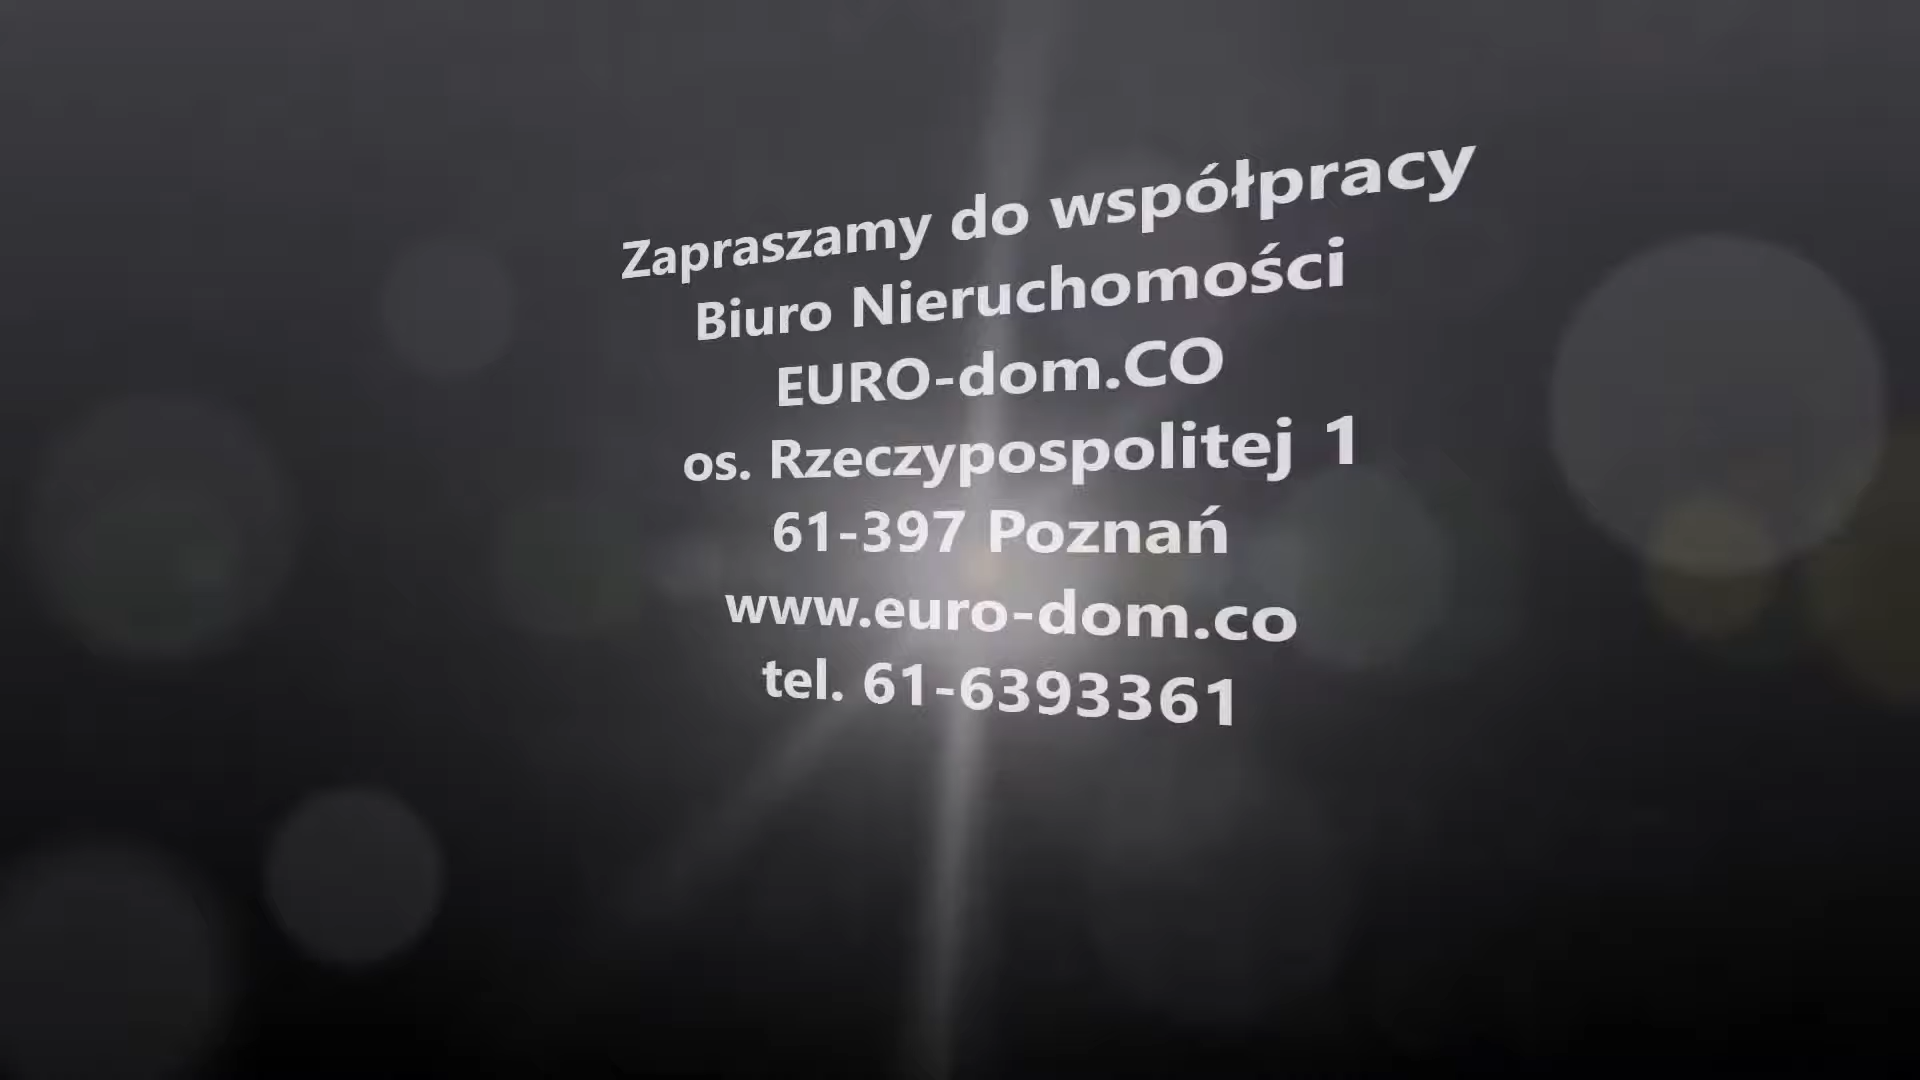 Zapraszamy do współpracy
Biuro Nieruchomości
EURO-dom.CO
os. Rzeczypospolitej 1
61-397 Poznań
www.euro-dom.co
tel. 61-6393361